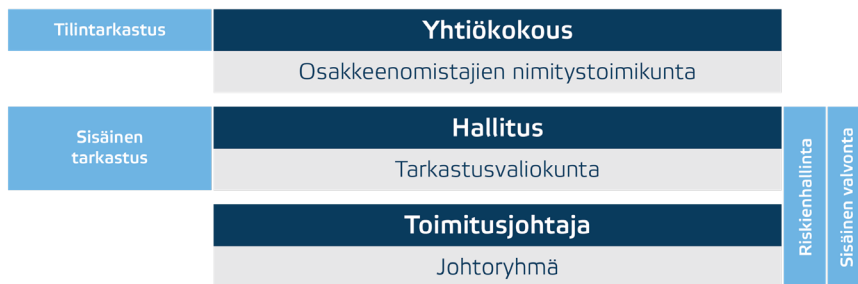 Tilintarkastus
Yhtiökokous
Osakkeenomistajien nimitystoimikunta
Sisäinen
tarkastus
Hallitus
Tarkastusvaliokunta
Toimitusjohtaja
Johtoryhmä
Riskienhallinta
Sisäinen valvonta